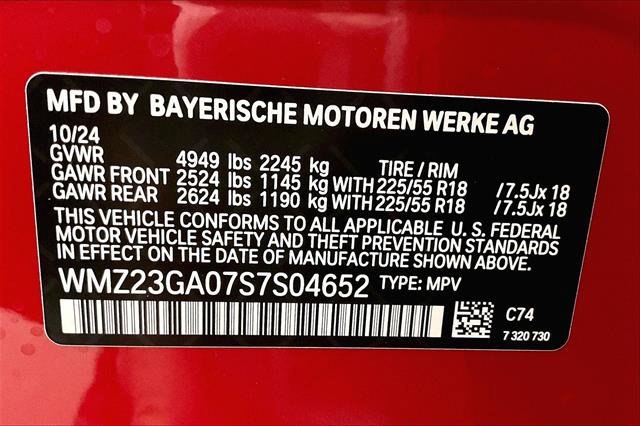 MFD BY BAYERISCHE MOTOREN WERKE AG
10/24
GVWR 4949 lbs 2245 kg TIRE / RIM
GAWR FRONT 2524 lbs 1145 kg WITH 225/55 R18 /7.5Jx 18
GAWR REAR 2624 lbs 1190 kg WITH 225/55 R18 /7.5Jx 18
THIS VEHICLE CONFORMS TO ALL APPLICABLE U. S. FEDERAL
MOTOR VEHICLE SAFETY AND THEFT PREVENTION STANDARDS
IN EFFECT ON THE DATE OF MANUFACTURE SHOWN ABOVE.
WMZ23GA07S7S04652 TYPE: MPV
C74
7 320 730